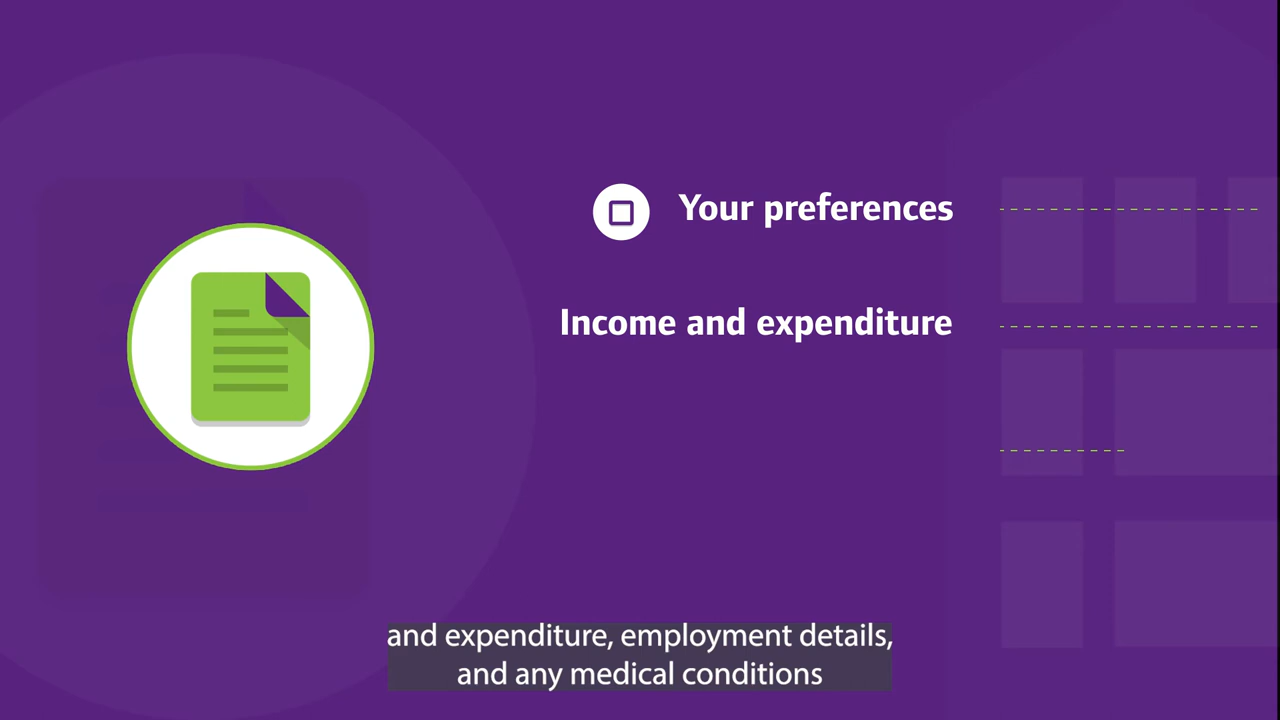 Your preferences
Income and expenditure
and expenditure, employment details,
and any medical conditions